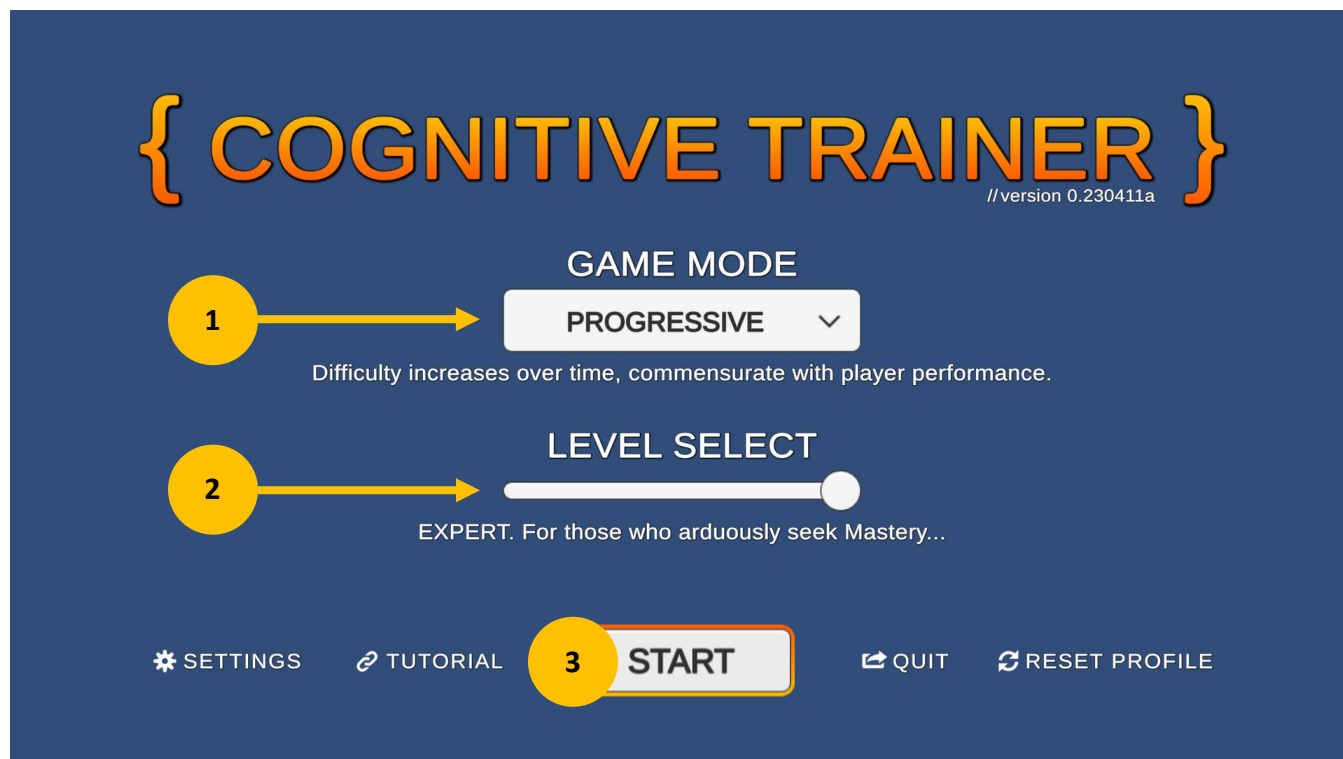 { COGNITIVE TRAINER }
//version 0.230411a
GAME MODE
1
PROGRESSIVE
Difficulty increases over time, commensurate with player performance.
LEVEL SELECT
2
EXPERT. For those who arduously seek Mastery...
SETTINGS TUTORIAL 3 START QUIT RESET PROFILE